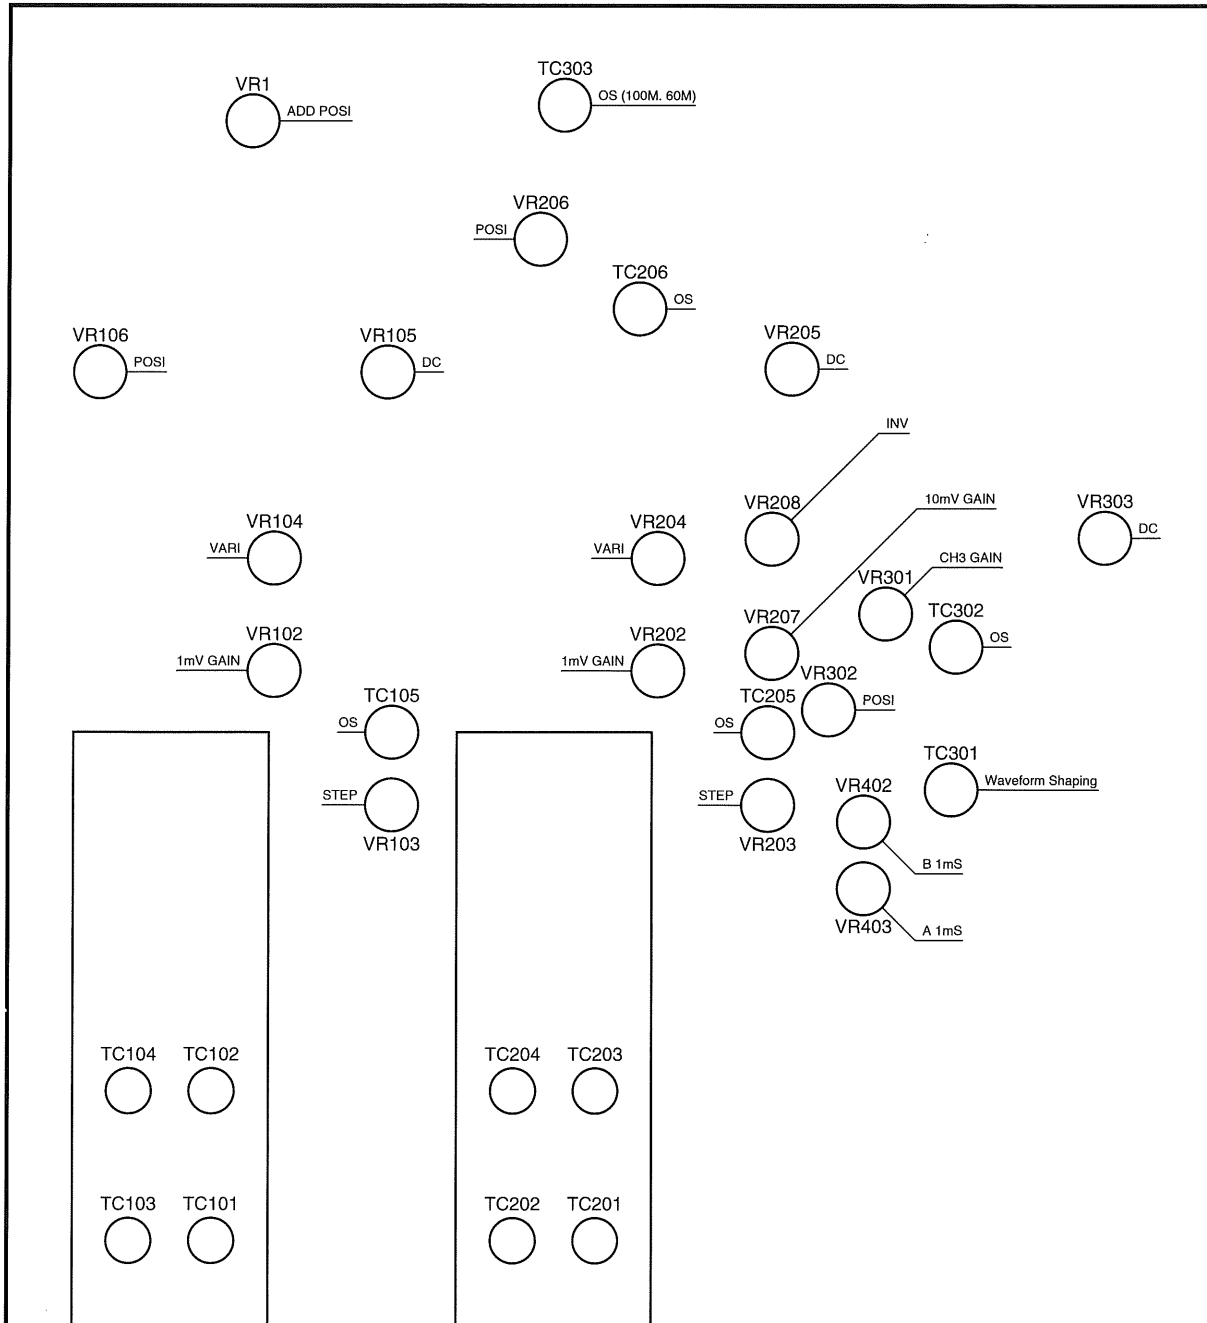 TC303
VR1
OS (100M. 60M)
ADD POSI
VR206
POSI
TC206
OS
VR106
POSI
VR105
DC
VR205
DC
INV
10mV GAIN
VR208
VR303
DC
VR104
VARI
VR204
VARI
CH3 GAIN
VR301
TC302
OS
VR102
1mV GAIN
VR202
1mV GAIN
VR207
VR302
POSI
TC105
OS
TC205
OS
TC301
Waveform Shaping
STEP
VR103
STEP
VR203
VR402
B 1mS
VR403
A 1mS
TC104
TC102
TC204
TC203
TC103
TC101
TC202
TC201